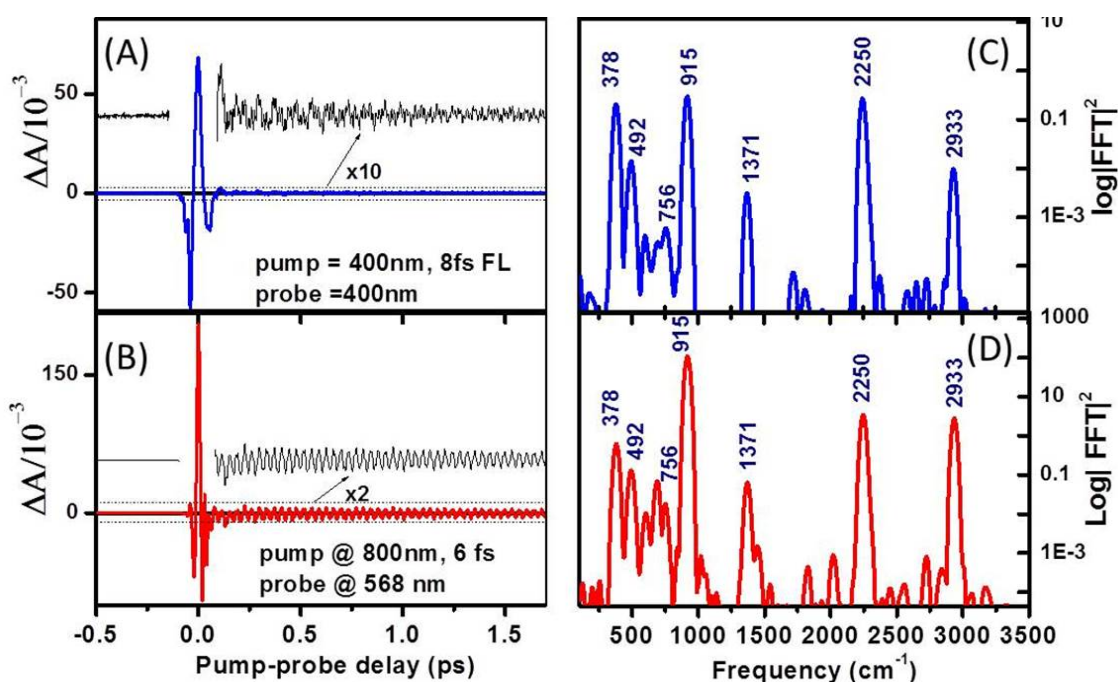 (A)
ΔA/10⁻³
50
0
-50
x10
pump = 400nm, 8fs FL
probe =400nm
(B)
ΔA/10⁻³
150
0
x2
pump @ 800nm, 6 fs
probe @ 568 nm
-0.5 0.0 0.5 1.0 1.5
Pump-probe delay (ps)
(C)
378
492
756
915
1371
2250
2933
10
0.1
1E-3
log|FFT|²
(D)
378
492
756
915
1371
2250
2933
1000
10
0.1
1E-3
Log| FFT|²
500 1000 1500 2000 2500 3000 3500
Frequency (cm⁻¹)